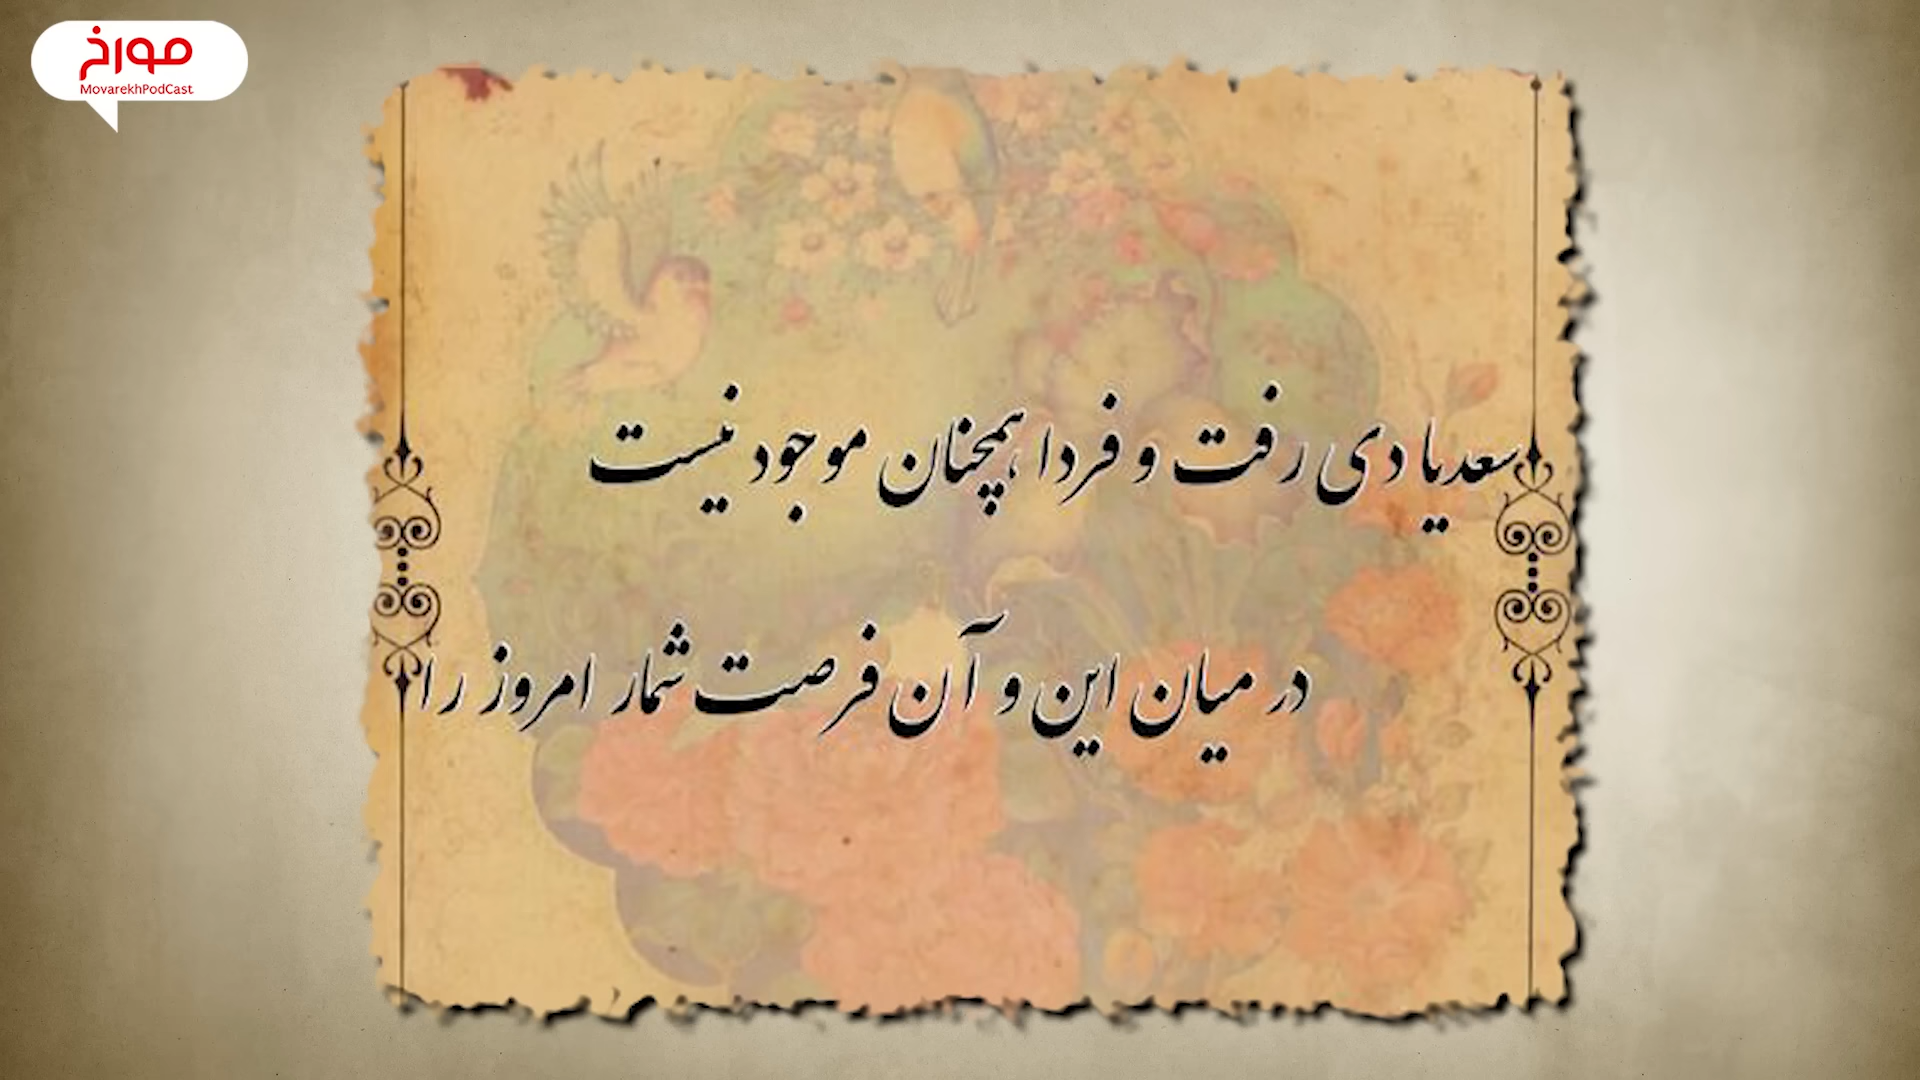 مورخ
MovarekhPodCast
سعدیا دی رفت و فردا همچنان موجود نیست
در میان این و آن فرصت شمار امروز را